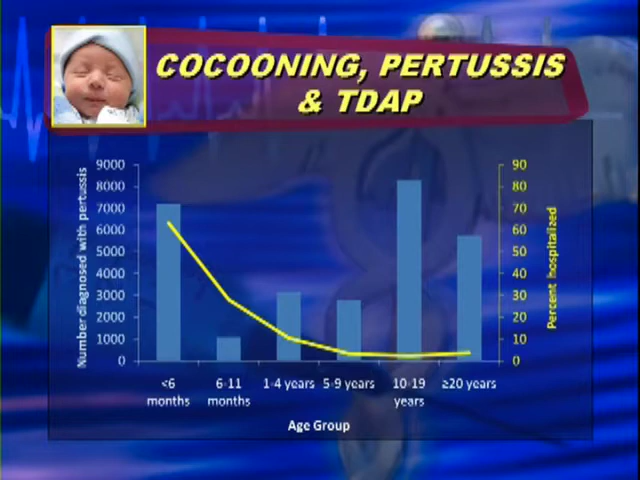 COCOONING, PERTUSSIS
& TDAP
Number diagnosed with pertussis
9000
8000
7000
6000
5000
4000
3000
2000
1000
0
90
80
70
60
50
40
30
20
10
0
Percent hospitalized
<6 months
6-11 months
1-4 years
5-9 years
10-19 years
≥20 years
Age Group